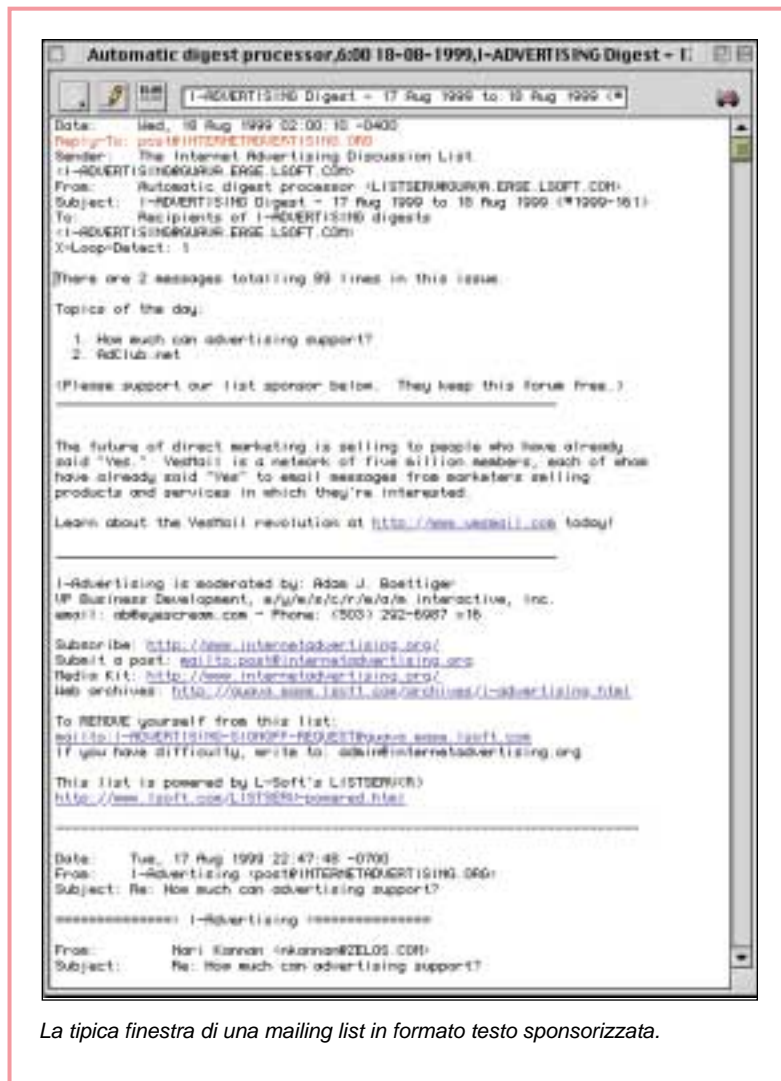 Automatic digest processor,6:00 18-08-1999,I-ADVERTISING Digest - 1
I-ADVERTISING Digest - 17 Aug 1999 to 18 Aug 1999 (#
Date: Wed, 18 Aug 1999 02:00:10 -0400
Reply-To: post@INTERNETADVERTISING.ORG
Sender: The Internet Advertising Discussion List
<I-ADVERTISING@GUAVA.EASE.LSOFT.COM>
From: Automatic digest processor <LISTSERV@GUAVA.EASE.LSOFT.COM>
Subject: I-ADVERTISING Digest - 17 Aug 1999 to 18 Aug 1999 (#1999-161)
To: Recipients of I-ADVERTISING digests
<I-ADVERTISING@GUAVA.EASE.LSOFT.COM>
X-Loop-Detect: 1
There are 2 messages totalling 99 lines in this issue.
Topics of the day:
1. How much can advertising support?
2. AdClub.net
(Please support our list sponsor below. They keep this forum free.)
The future of direct marketing is selling to people who have already
said "Yes." YesMail is a network of five million members, each of whom
have already said "Yes" to email messages from marketers selling
products and services in which they're interested.
Learn about the YesMail revolution at http://www.yesmail.com today!
I-Advertising is moderated by: Adam J. Boettiger
VP Business Development, e/y/e/s/c/r/e/a/m interactive, inc.
email: ab@eyescream.com - Phone: (503) 292-6987 x16
Subscribe: http://www.internetadvertising.org/
Submit a post: mailto:post@internetadvertising.org
Media Kit: http://www.internetadvertising.org/
Web archives: http://guava.ease.lsoft.com/archives/i-advertising.html
To REMOVE yourself from this list:
mailto:I-ADVERTISING-SIGNOFF-REQUEST@guava.ease.lsoft.com
If you have difficulty, write to: admin@internetadvertising.org
This list is powered by L-Soft's LISTSERV(R)
http://www.lsoft.com/LISTSERV-powered.html
Date: Tue, 17 Aug 1999 22:47:48 -0700
From: I-Advertising <post@INTERNETADVERTISING.ORG>
Subject: Re: How much can advertising support?
==============> I-Advertising <==============
From: Hari Kannan <nkannan@ZELOS.COM>
Subject: Re: How much can advertising support?
La tipica finestra di una mailing list in formato testo sponsorizzata.